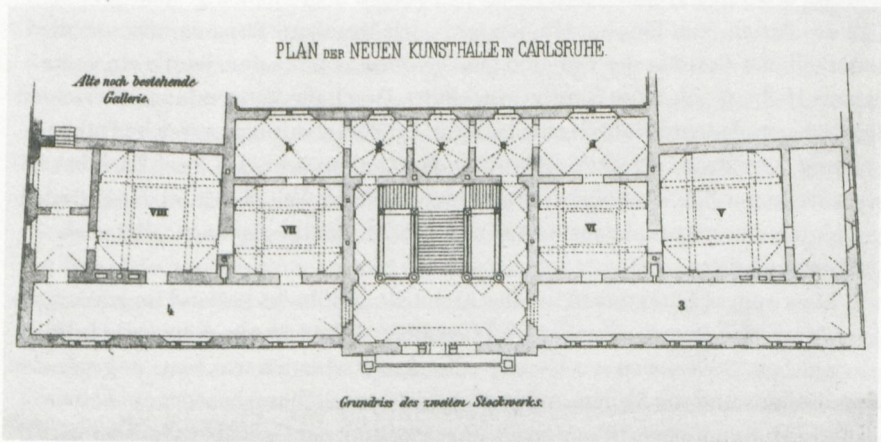 PLAN DER NEUEN KUNSTHALLE IN CARLSRUHE.
Alte noch bestehende
Gallerie.
VIII
VII
VI
V
4
3
Grundriss des zweiten Stockwerks.